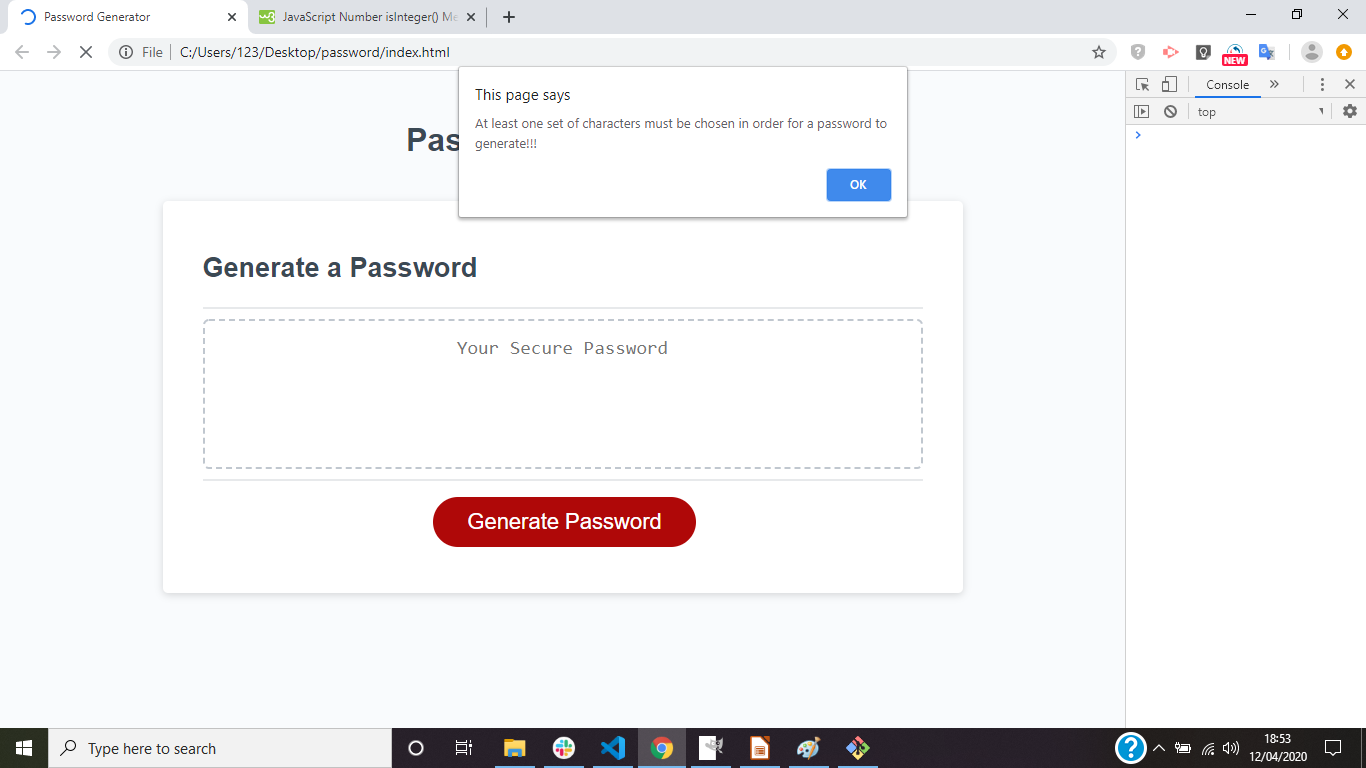 Password Generator
JavaScript Number isInteger() Me
File
C:/Users/123/Desktop/password/index.html
NEW
This page says
At least one set of characters must be chosen in order for a password to
generate!!!
OK
Pas
Console
top
Generate a Password
Your Secure Password
Generate Password
Type here to search
18:53
12/04/2020